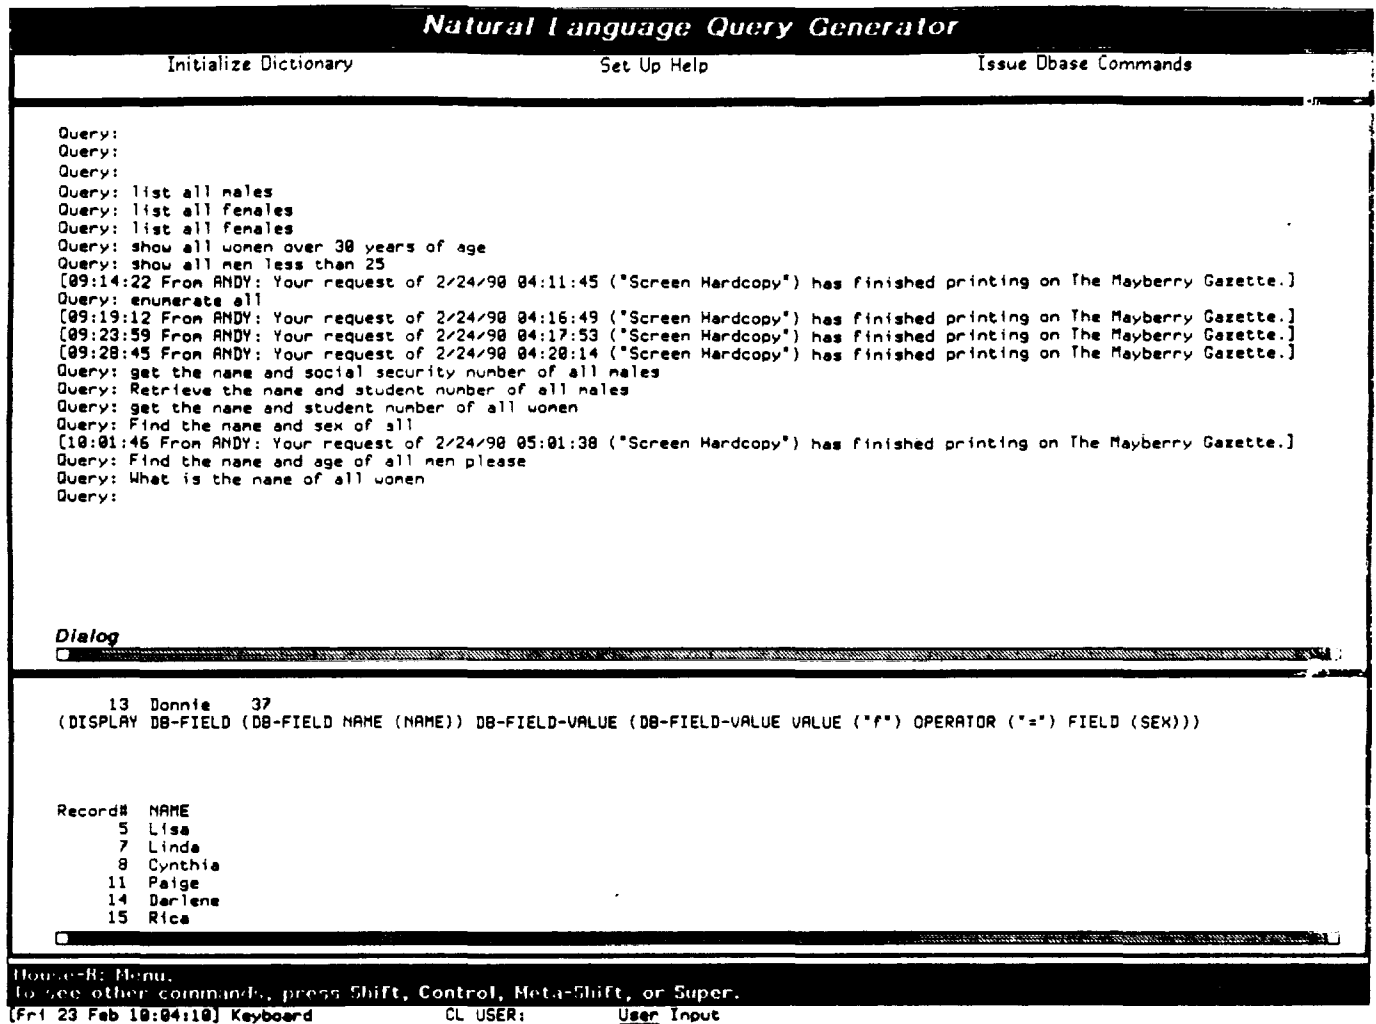 Natural Language Query Generator
Initialize Dictionary Set Up Help Issue Dbase Commands
Query:
Query:
Query:
Query: list all males
Query: list all females
Query: list all females
Query: show all women over 30 years of age
Query: show all men less than 25
[09:14:22 From ANDY: Your request of 2/24/90 04:11:45 ("Screen Hardcopy") has finished printing on The Mayberry Gazette.]
Query: enumerate all
[09:19:12 From ANDY: Your request of 2/24/90 04:16:49 ("Screen Hardcopy") has finished printing on The Mayberry Gazette.]
[09:23:59 From ANDY: Your request of 2/24/90 04:17:53 ("Screen Hardcopy") has finished printing on The Mayberry Gazette.]
[09:28:45 From ANDY: Your request of 2/24/90 04:20:14 ("Screen Hardcopy") has finished printing on The Mayberry Gazette.]
Query: get the name and social security number of all males
Query: Retrieve the name and student number of all males
Query: get the name and student number of all women
Query: Find the name and sex of all
[10:01:46 From ANDY: Your request of 2/24/90 05:01:38 ("Screen Hardcopy") has finished printing on The Mayberry Gazette.]
Query: Find the name and age of all men please
Query: What is the name of all women
Query:
Dialog
13 Donnie 37
(DISPLAY DB-FIELD (DB-FIELD NAME (NAME)) DB-FIELD-VALUE (DB-FIELD-VALUE VALUE ("f") OPERATOR ("=") FIELD (SEX)))
Record# NAME
5 Lisa
7 Linda
8 Cynthia
11 Paige
14 Darlene
15 Rica
Mouse-R: Menu.
To see other commands, press Shift, Control, Meta-Shift, or Super.
[Fri 23 Feb 10:04:10] Keyboard CL USER: User Input